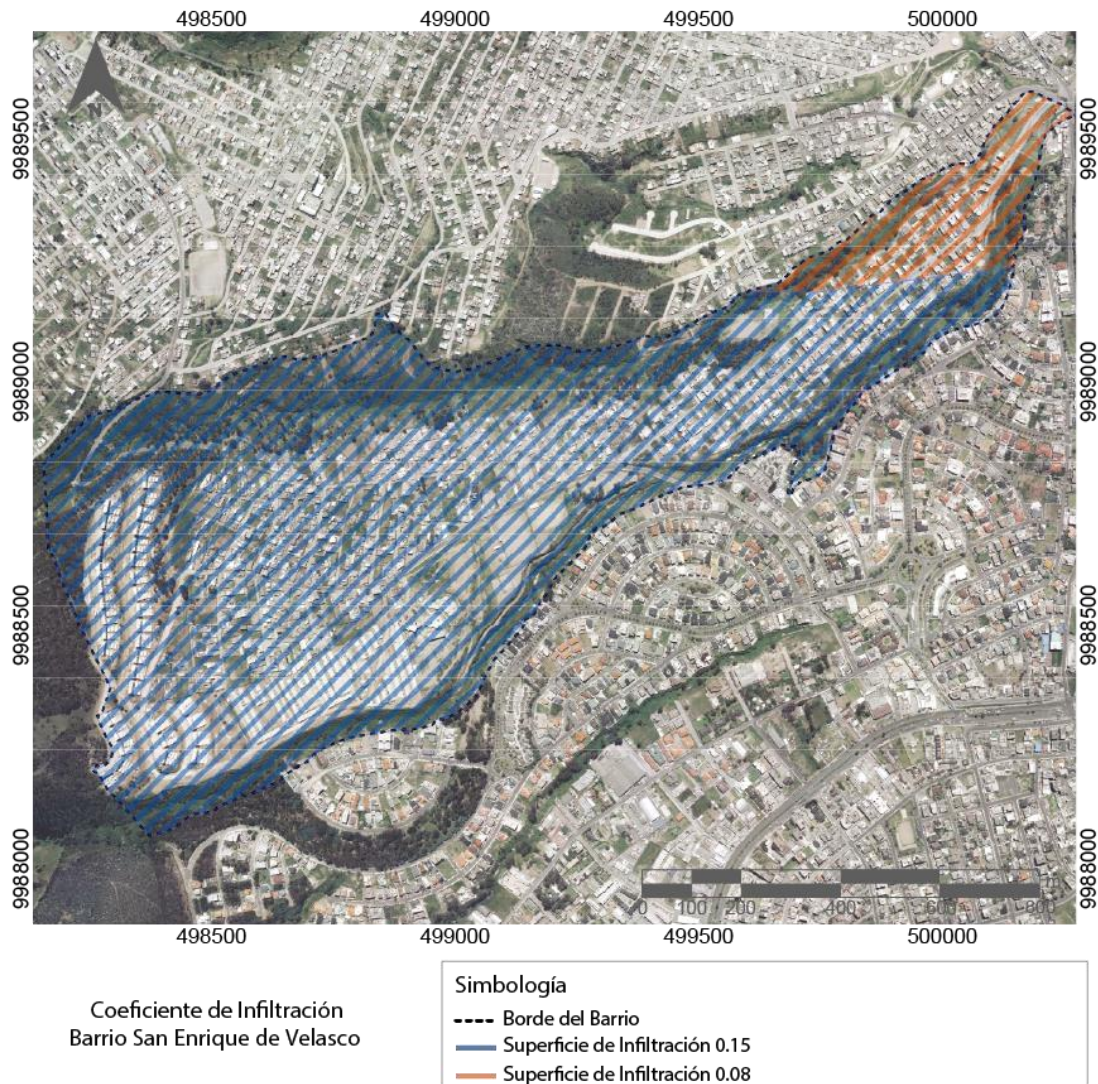 498500 499000 499500 500000
9989500 9989500
9989000 9989000
9988500 9988500
9988000 9988000
0 100 200 400 600 800
498500 499000 499500 500000
Coeficiente de Infiltración
Barrio San Enrique de Velasco
Simbología
Borde del Barrio
Superficie de Infiltración 0.15
Superficie de Infiltración 0.08